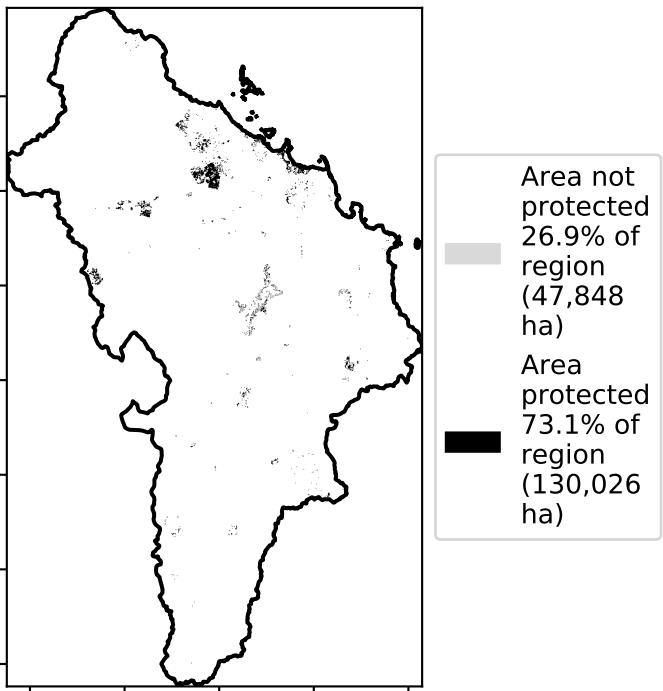 Area not
protected
26.9% of
region
(47,848
ha)
Area
protected
73.1% of
region
(130,026
ha)